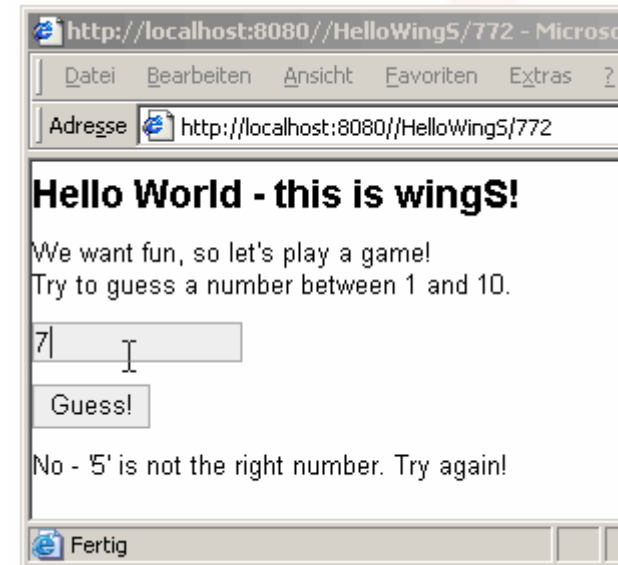 http://localhost:8080//HelloWingS/772 - Microso
Datei Bearbeiten Ansicht Favoriten Extras ?
Adresse http://localhost:8080//HelloWingS/772
Hello World - this is wingS!
We want fun, so let's play a game!
Try to guess a number between 1 and 10.
7
Guess!
No - '5' is not the right number. Try again!
Fertig